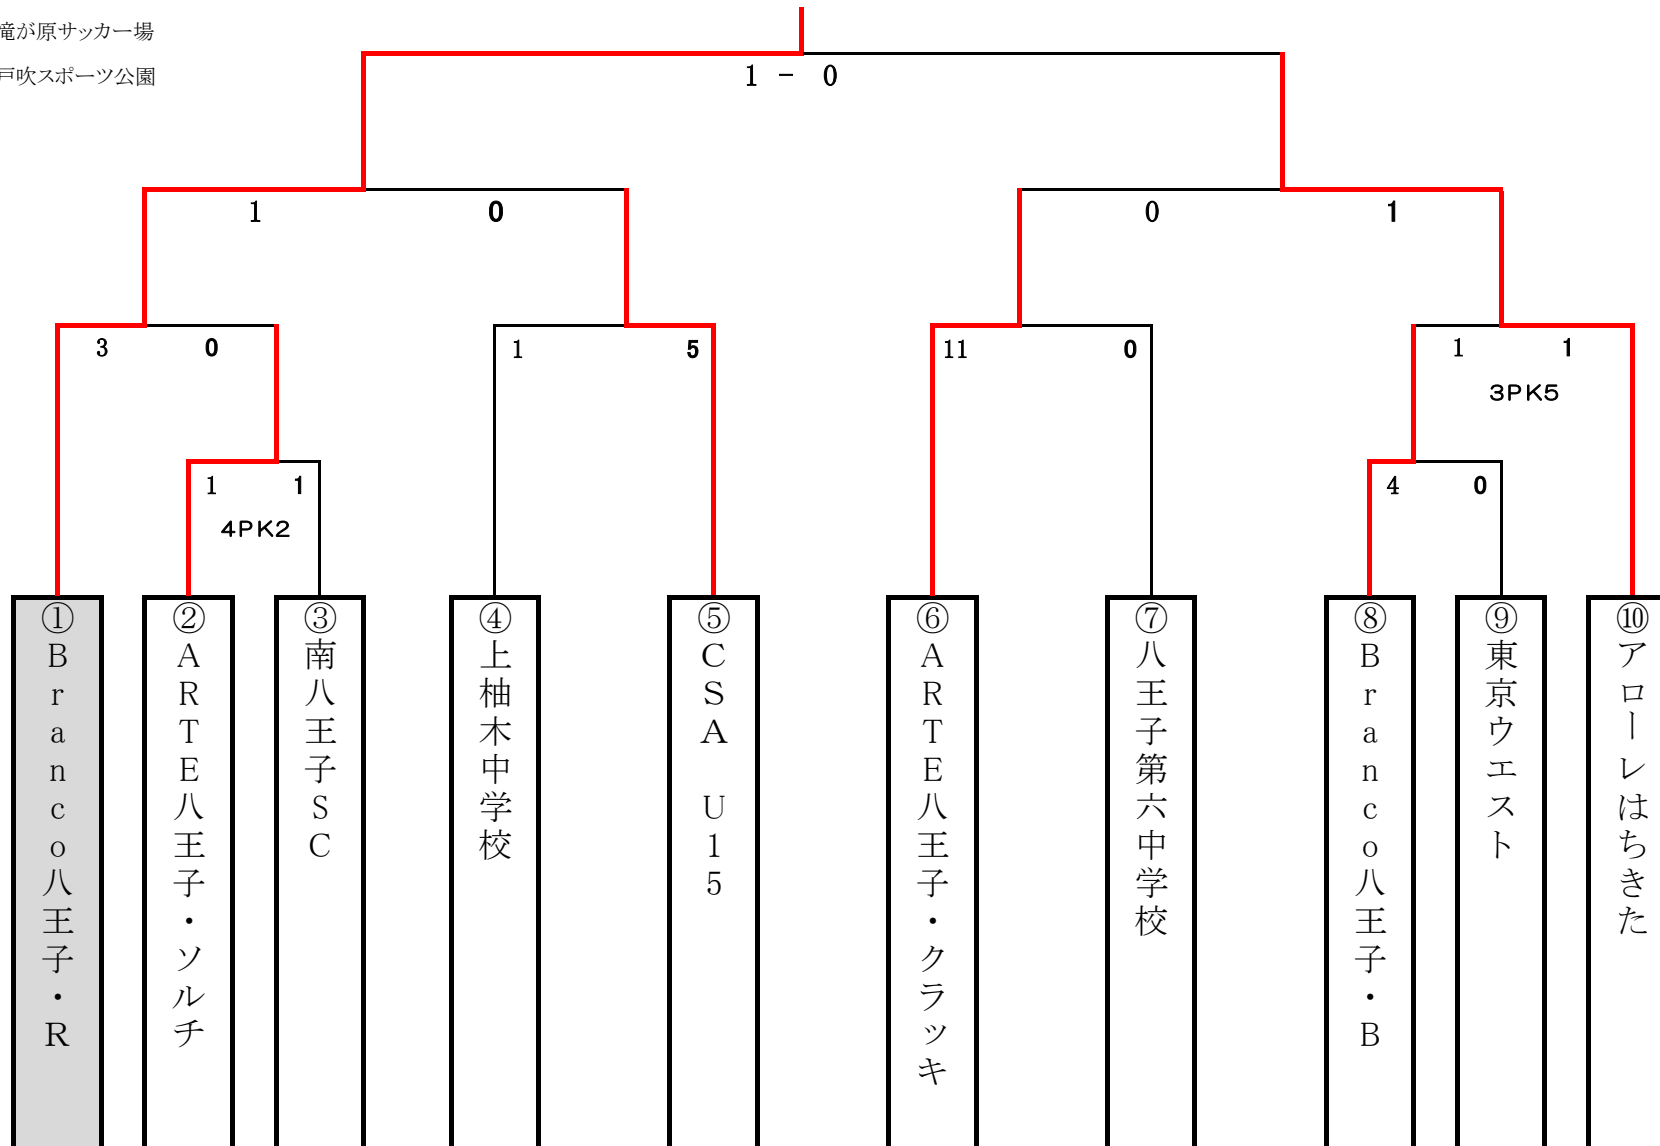 滝が原サッカー場
戸吹スポーツ公園
1 － 0
1 0
0 1
3 0
1 5
11 0
1 1
3PK5
1 1
4PK2
4 0
①Branco八王子・R
②ARTE八王子・ソルチ
③南八王子SC
④上柚木中学校
⑤CSA U15
⑥ARTE八王子・クラッキ
⑦八王子第六中学校
⑧Branco八王子・B
⑨東京ウエスト
⑩アローレはちきた